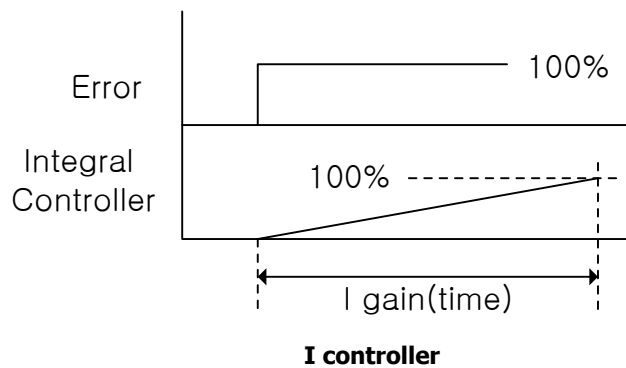 100%
Error
Integral
Controller
100%
I gain(time)
I controller